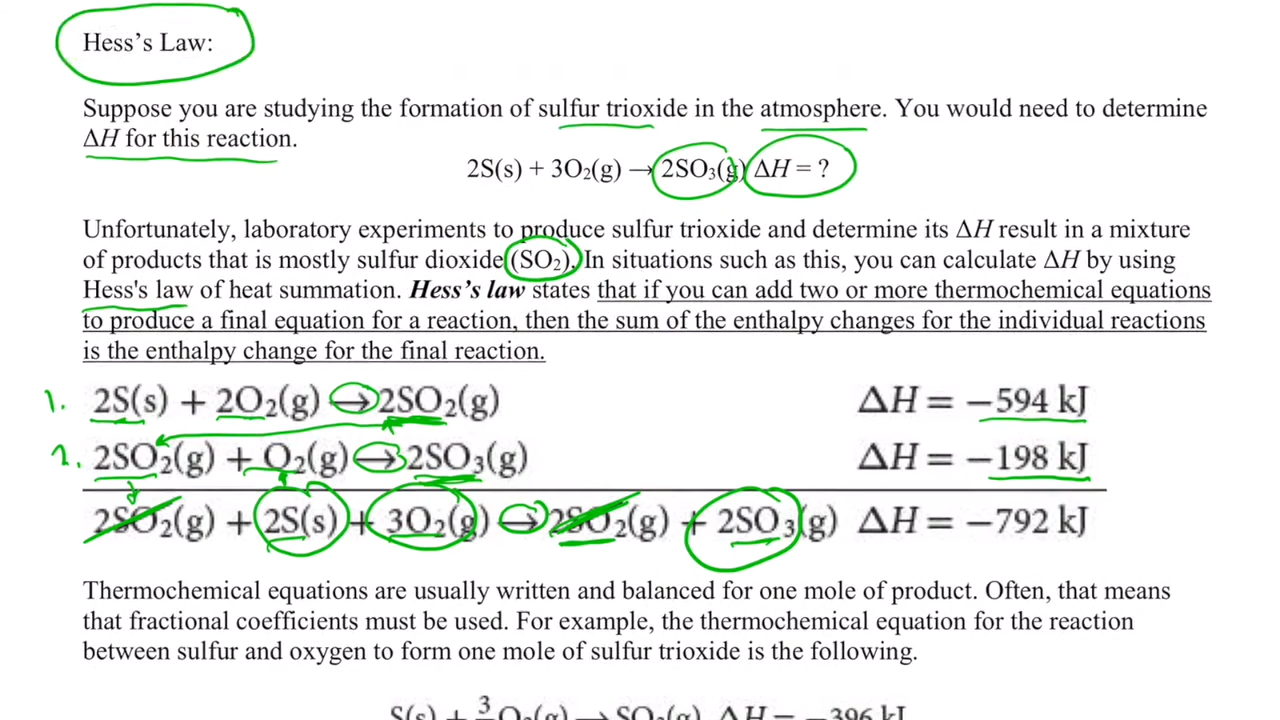 Hess's Law:
Suppose you are studying the formation of sulfur trioxide in the atmosphere. You would need to determine
ΔH for this reaction.
2S(s) + 3O₂(g) → 2SO₃(g) ΔH = ?
Unfortunately, laboratory experiments to produce sulfur trioxide and determine its ΔH result in a mixture
of products that is mostly sulfur dioxide (SO₂). In situations such as this, you can calculate ΔH by using
Hess's law of heat summation. Hess's law states that if you can add two or more thermochemical equations
to produce a final equation for a reaction, then the sum of the enthalpy changes for the individual reactions
is the enthalpy change for the final reaction.
1. 2S(s) + 2O₂(g) → 2SO₂(g) ΔH = −594 kJ
2. 2SO₂(g) + O₂(g) → 2SO₃(g) ΔH = −198 kJ
2SO₂(g) + 2S(s) + 3O₂(g) → 2SO₂(g) + 2SO₃(g) ΔH = −792 kJ
Thermochemical equations are usually written and balanced for one mole of product. Often, that means
that fractional coefficients must be used. For example, the thermochemical equation for the reaction
between sulfur and oxygen to form one mole of sulfur trioxide is the following.
S(s) + 3 O₂(g) → SO₃(g) ΔH = −396 kJ